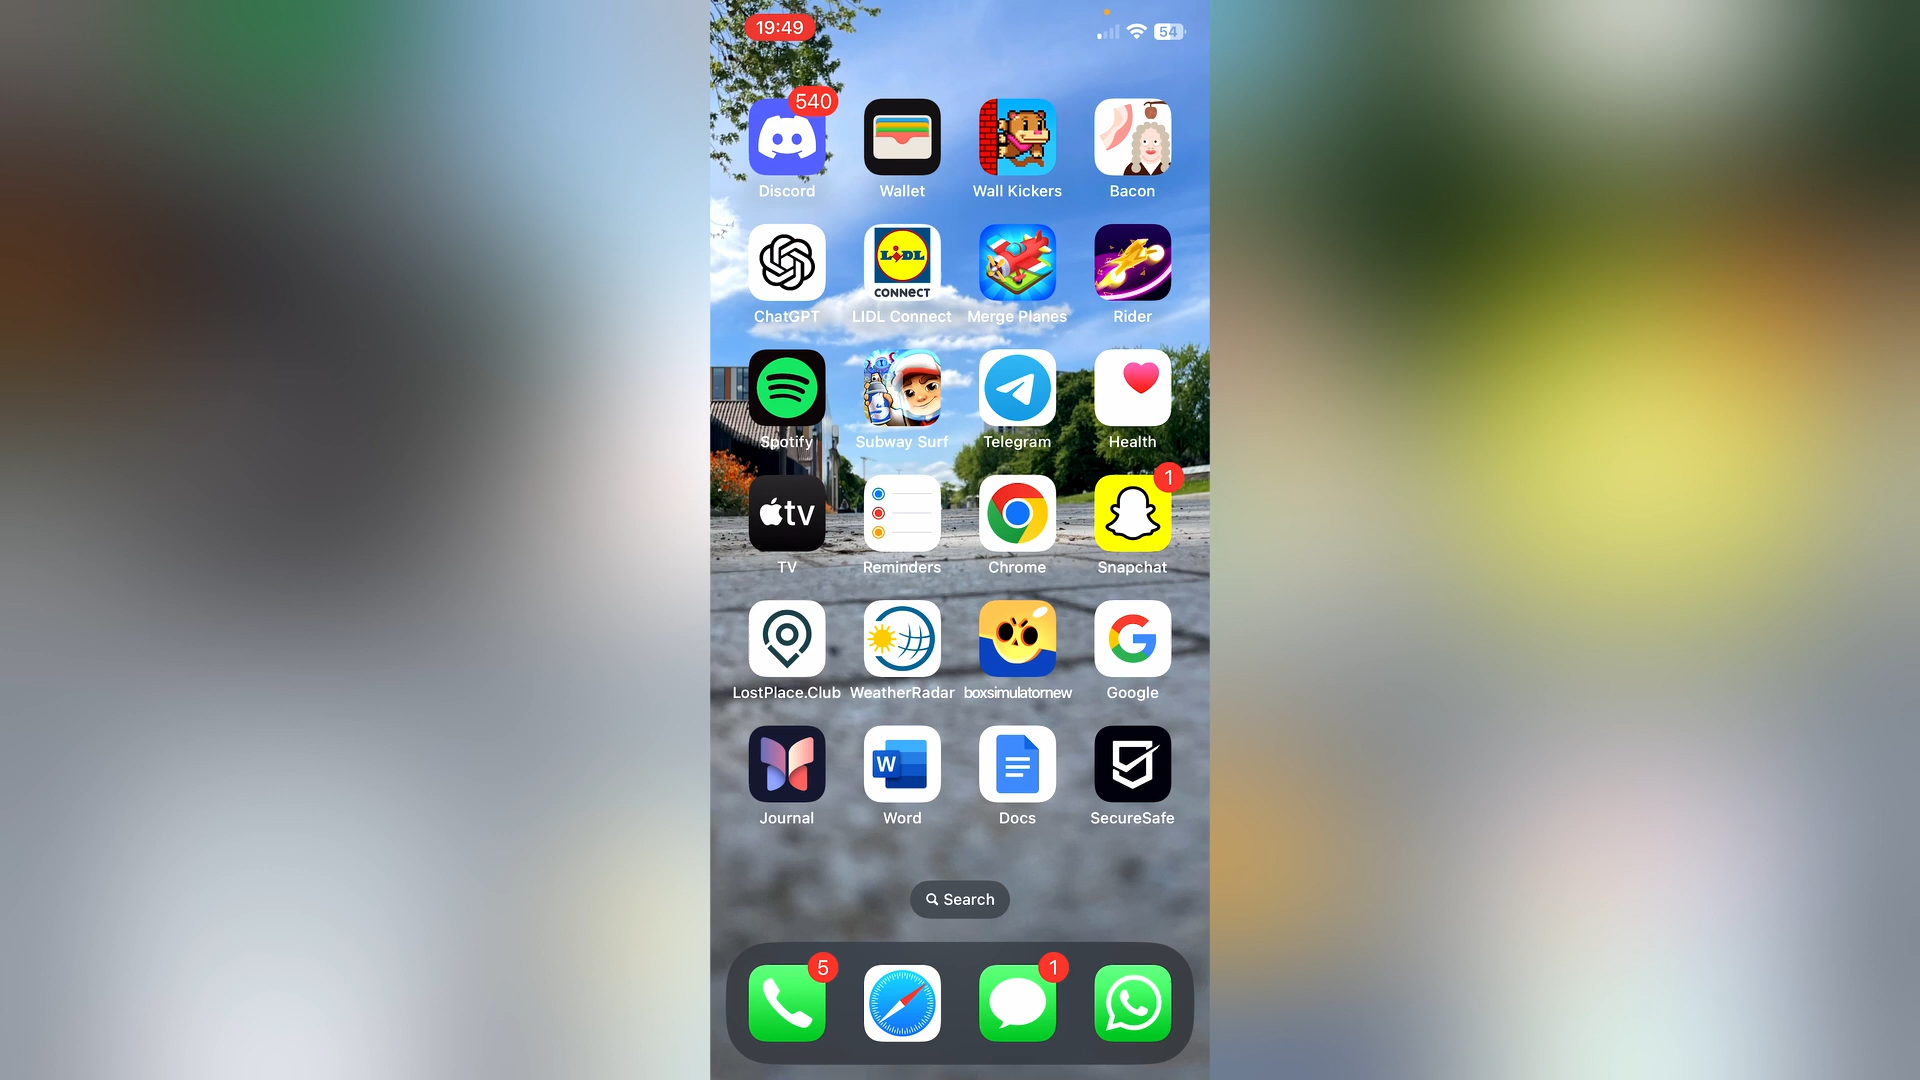 19:49
54
540
Discord
Wallet
Wall Kickers
Bacon
LIDL
CONNECT
ChatGPT
LIDL Connect
Merge Planes
Rider
Spotify
Subway Surf
Telegram
Health
tv
1
TV
Reminders
Chrome
Snapchat
LostPlace.Club
WeatherRadar
boxsimulatornew
Google
W
Journal
Word
Docs
SecureSafe
Search
5
1